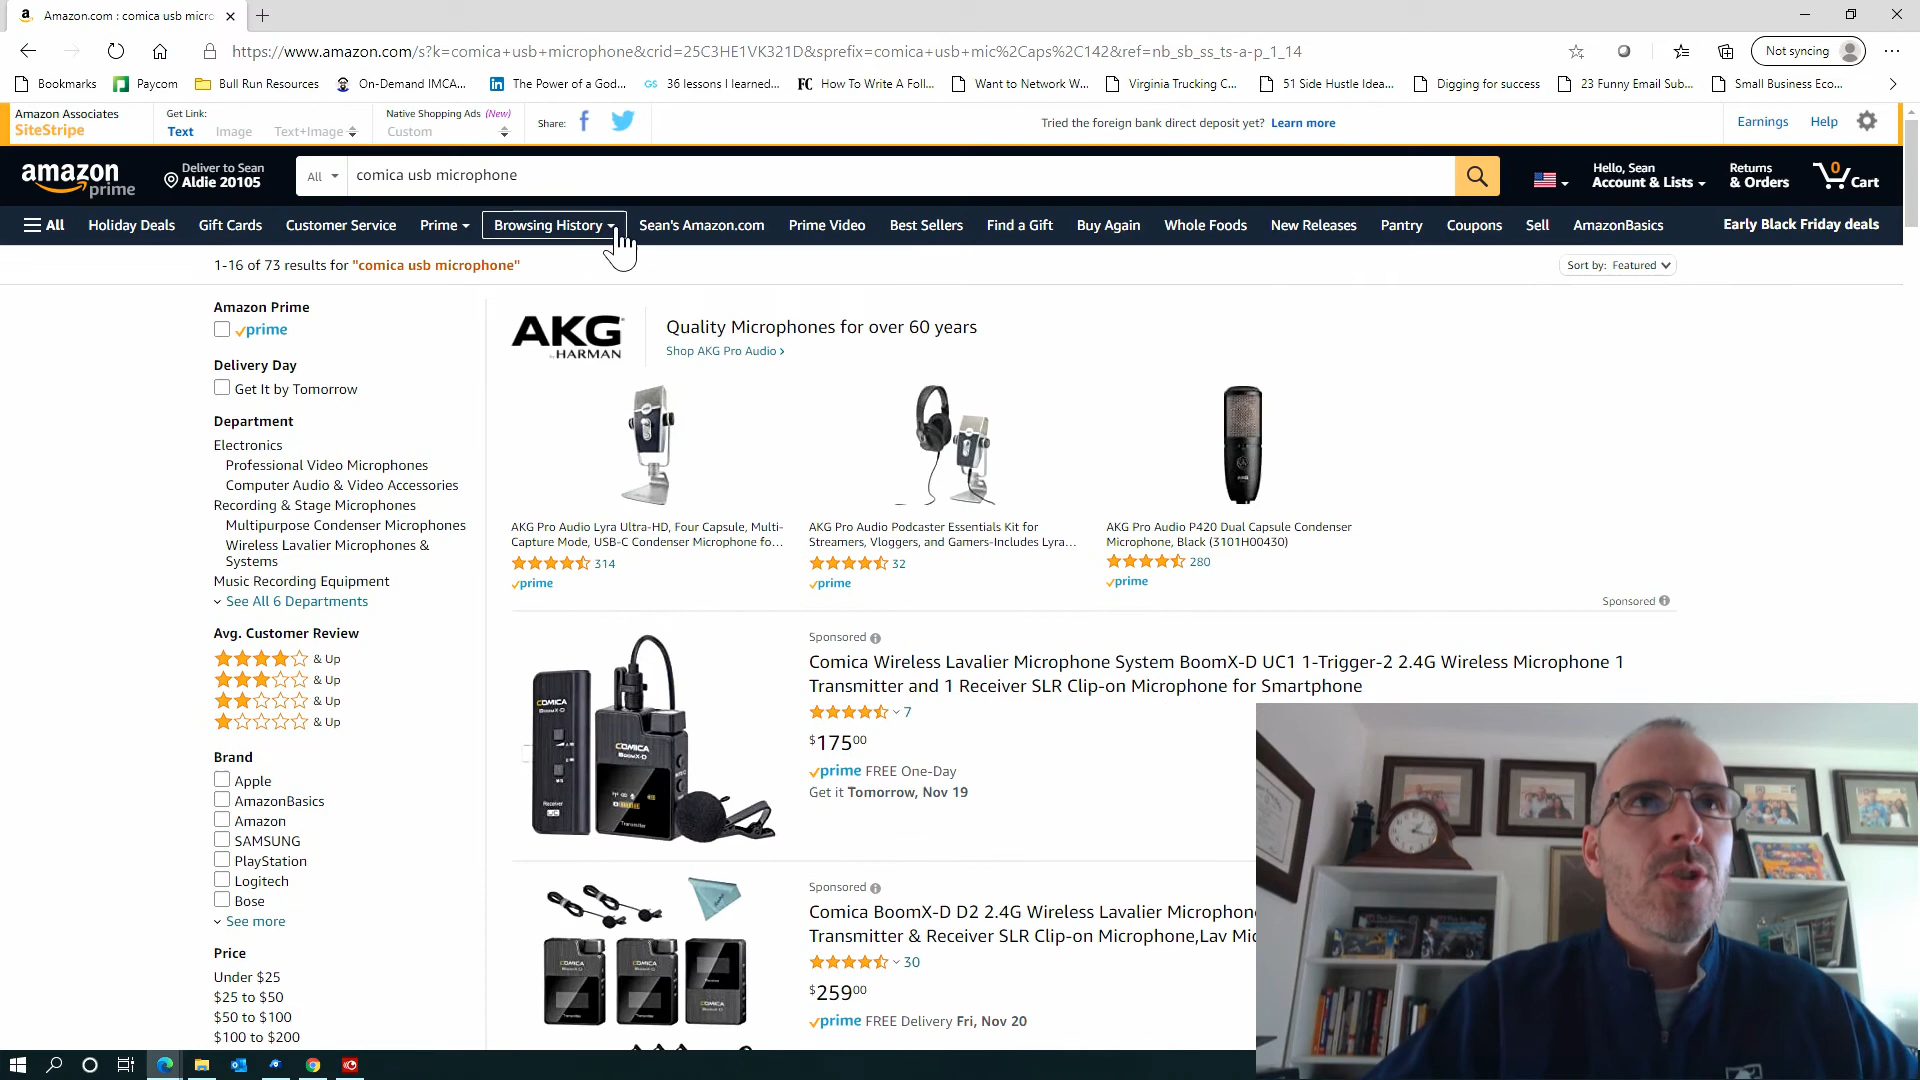 Amazon.com : comica usb micro
https://www.amazon.com/s?k=comica+usb+microphone&crid=25C3HE1VK321D&sprefix=comica+usb+mic%2Caps%2C142&ref=nb_sb_ss_ts-a-p_1_14
Not syncing
Bookmarks
Paycom
Bull Run Resources
On-Demand IMCA...
The Power of a God...
36 lessons I learned...
FC How To Write A Foll...
Want to Network W...
Virginia Trucking C...
51 Side Hustle Idea...
Digging for success
23 Funny Email Sub...
Small Business Eco...
Amazon Associates
SiteStripe
Get Link:
Text Image Text+Image
Native Shopping Ads (New)
Custom
Share:
Tried the foreign bank direct deposit yet? Learn more
Earnings
Help
amazon
prime
Deliver to Sean
Aldie 20105
All
comica usb microphone
Hello, Sean
Account & Lists
Returns
& Orders
0
Cart
All
Holiday Deals
Gift Cards
Customer Service
Prime
Browsing History
Sean's Amazon.com
Prime Video
Best Sellers
Find a Gift
Buy Again
Whole Foods
New Releases
Pantry
Coupons
Sell
AmazonBasics
Early Black Friday deals
1-16 of 73 results for "comica usb microphone"
Sort by: Featured
Amazon Prime
prime
Delivery Day
Get It by Tomorrow
Department
Electronics
Professional Video Microphones
Computer Audio & Video Accessories
Recording & Stage Microphones
Multipurpose Condenser Microphones
Wireless Lavalier Microphones &
Systems
Music Recording Equipment
See All 6 Departments
Avg. Customer Review
& Up
& Up
& Up
& Up
Brand
Apple
AmazonBasics
Amazon
SAMSUNG
PlayStation
Logitech
Bose
See more
Price
Under $25
$25 to $50
$50 to $100
$100 to $200
AKG
by HARMAN
Quality Microphones for over 60 years
Shop AKG Pro Audio ›
AKG Pro Audio Lyra Ultra-HD, Four Capsule, Multi-
Capture Mode, USB-C Condenser Microphone fo...
314
prime
AKG Pro Audio Podcaster Essentials Kit for
Streamers, Vloggers, and Gamers-Includes Lyra...
32
prime
AKG Pro Audio P420 Dual Capsule Condenser
Microphone, Black (3101H00430)
280
prime
Sponsored
Sponsored
Comica Wireless Lavalier Microphone System BoomX-D UC1 1-Trigger-2 2.4G Wireless Microphone 1
Transmitter and 1 Receiver SLR Clip-on Microphone for Smartphone
7
$175⁰⁰
prime FREE One-Day
Get it Tomorrow, Nov 19
COMICA
BoomX-D
Receiver
UC
COMICA
BoomX-D
Transmitter
Sponsored
Comica BoomX-D D2 2.4G Wireless Lavalier Microphon
Transmitter & Receiver SLR Clip-on Microphone,Lav Mi
30
$259⁰⁰
prime FREE Delivery Fri, Nov 20
COMICA
COMICA
COMICA